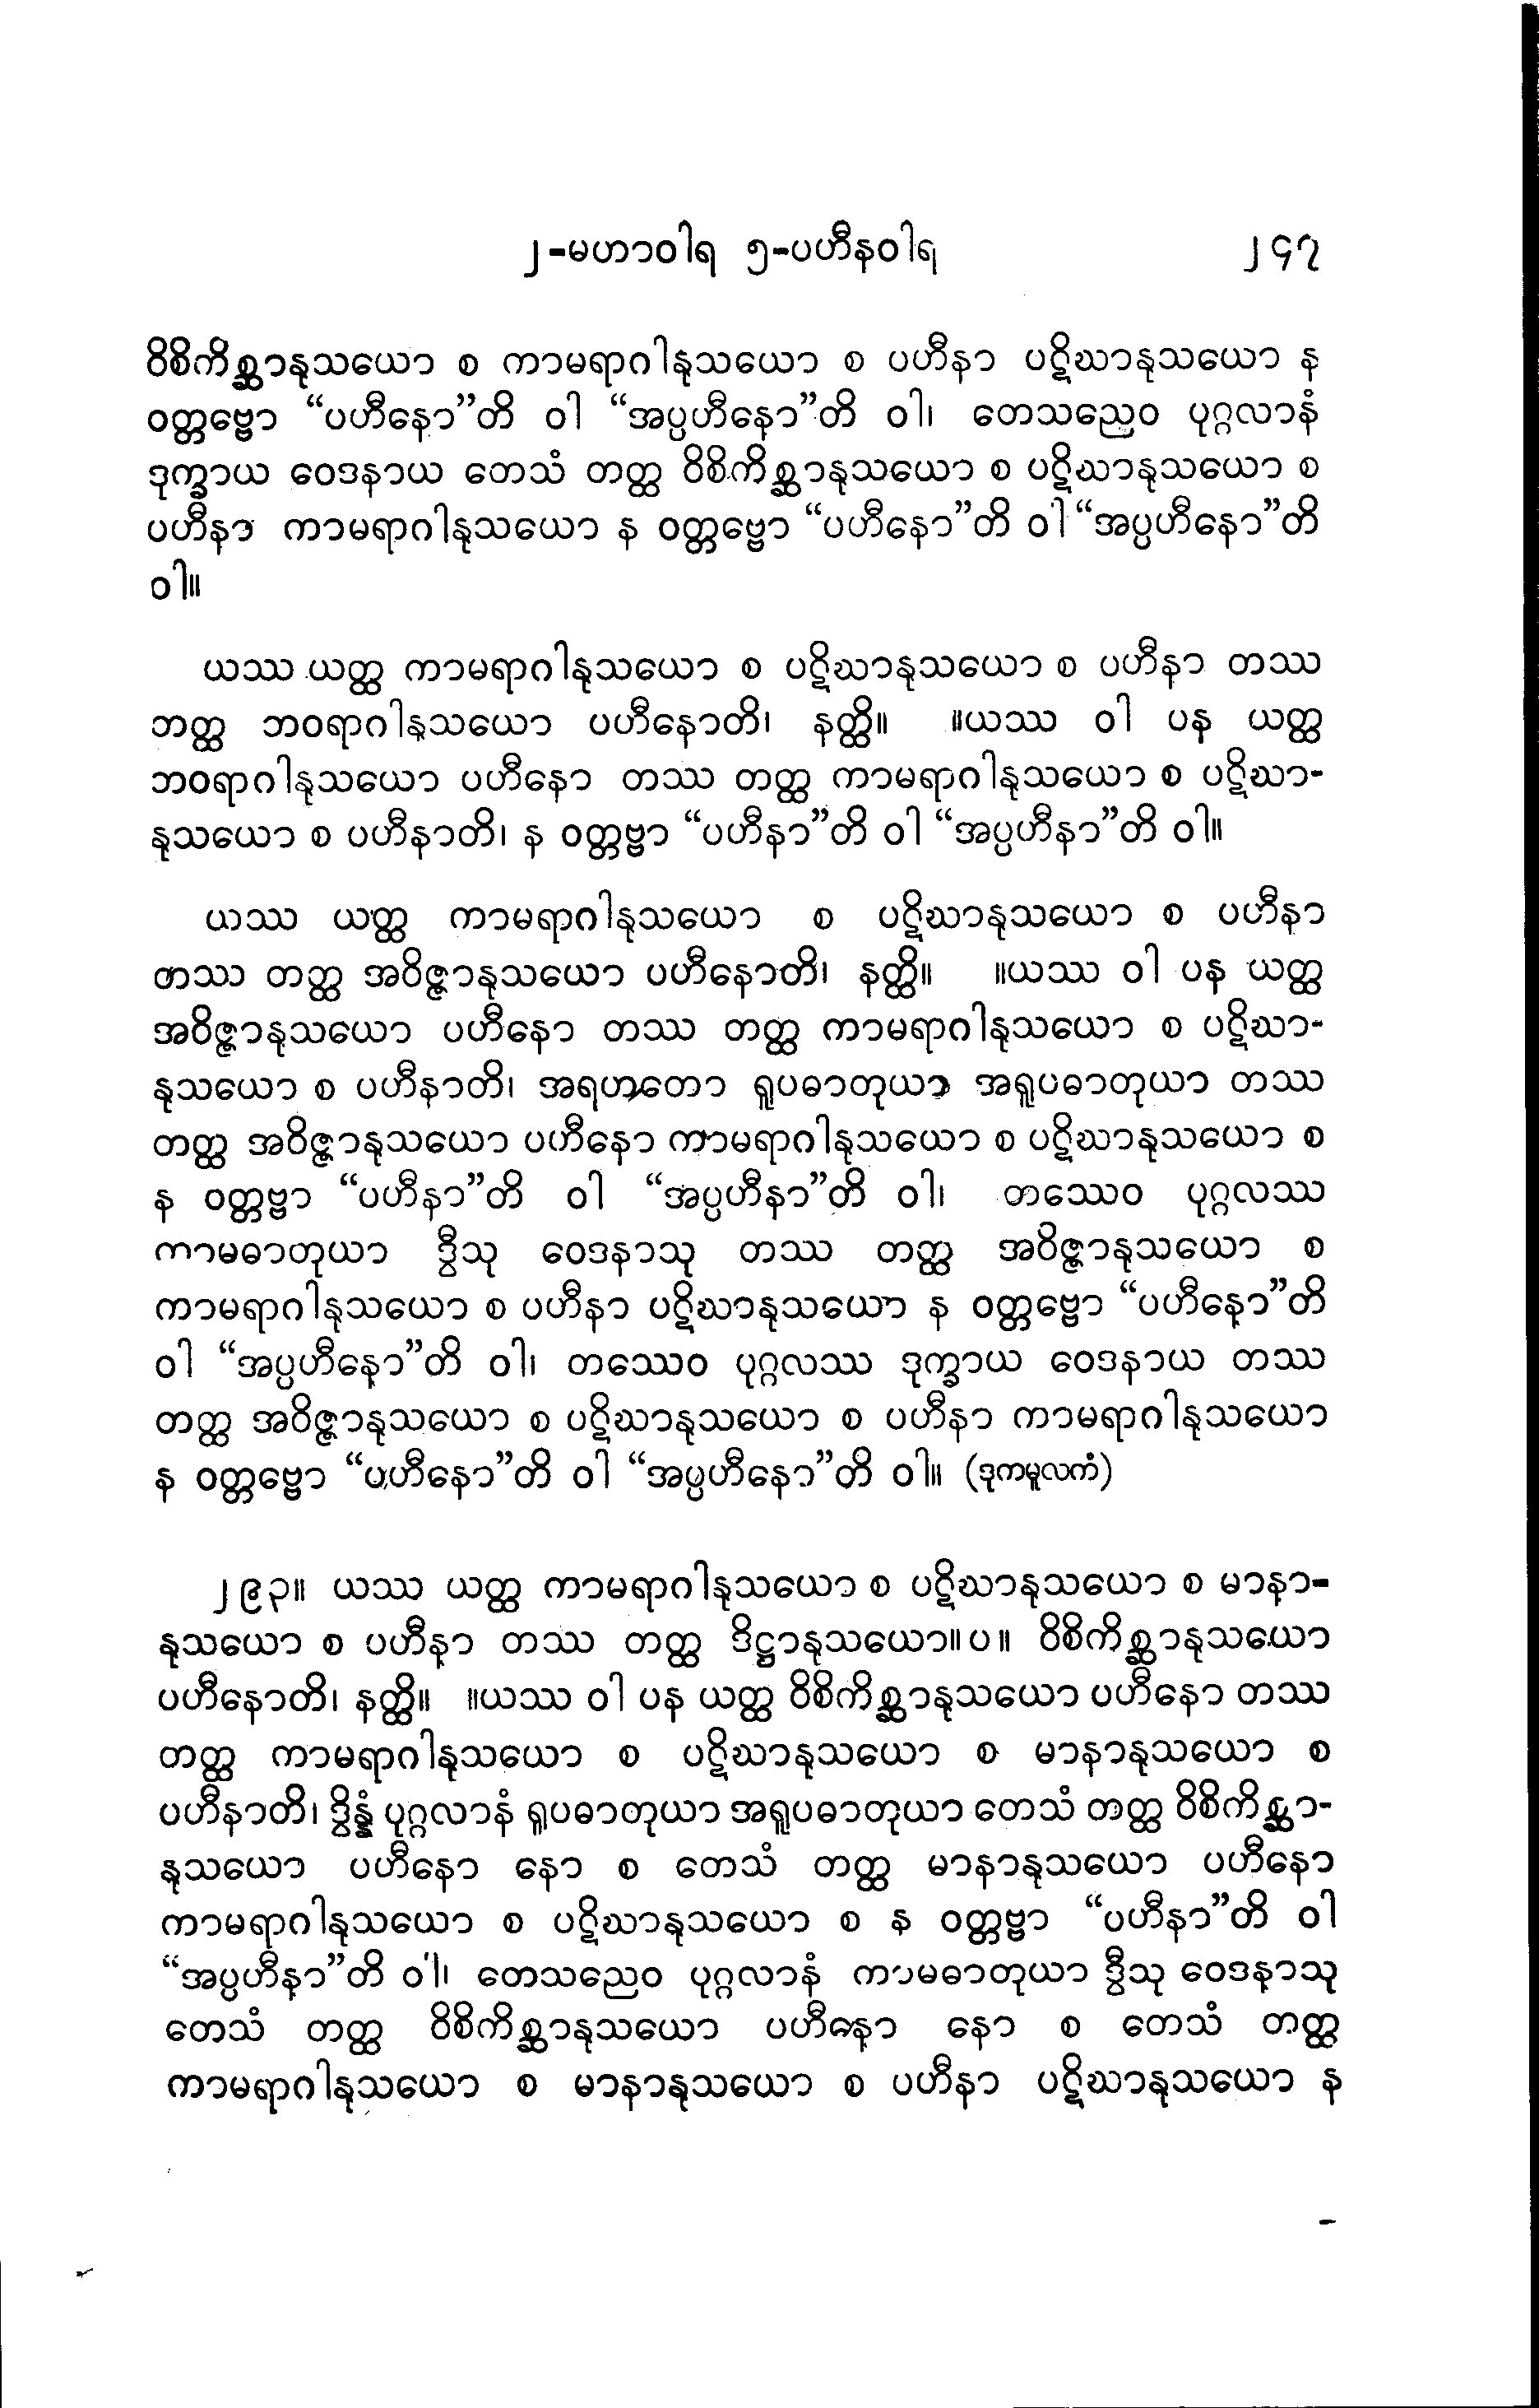 ၂-မဟာဝါရ ၅-ပဟီနဝါရ ၂၄၇
ဝိစိကိစ္ဆာနုသယော စ ကာမရာဂါနုသယော စ ပဟီနာ ပဋိဃာနုသယော န
ဝတ္တဗ္ဗော “ပဟီနော”တိ ဝါ “အပ္ပဟီနော”တိ ဝါ၊ တေသညေဝ ပုဂ္ဂလာနံ
ဒုက္ခာယ ဝေဒနာယ တေသံ တတ္ထ ဝိစိကိစ္ဆာနုသယော စ ပဋိဃာနုသယော စ
ပဟီနာ ကာမရာဂါနုသယော န ဝတ္တဗ္ဗော “ပဟီနော”တိ ဝါ “အပ္ပဟီနော”တိ
ဝါ။
ယဿ ယတ္ထ ကာမရာဂါနုသယော စ ပဋိဃာနုသယော စ ပဟီနာ တဿ
ဘတ္ထ ဘဝရာဂါနုသယော ပဟီနောတိ၊ နတ္ထိ။ ။ယဿ ဝါ ပန ယတ္ထ
ဘဝရာဂါနုသယော ပဟီနော တဿ တတ္ထ ကာမရာဂါနုသယော စ ပဋိဃာ-
နုသယော စ ပဟီနာတိ၊ န ဝတ္တဗ္ဗာ “ပဟီနာ”တိ ဝါ “အပ္ပဟီနာ”တိ ဝါ။
ယဿ ယတ္ထ ကာမရာဂါနုသယော စ ပဋိဃာနုသယော စ ပဟီနာ
တဿ တတ္ထ အဝိဇ္ဇာနုသယော ပဟီနောတိ၊ နတ္ထိ။ ။ယဿ ဝါ ပန ယတ္ထ
အဝိဇ္ဇာနုသယော ပဟီနော တဿ တတ္ထ ကာမရာဂါနုသယော စ ပဋိဃာ-
နုသယော စ ပဟီနာတိ၊ အရဟတော ရူပဓာတုယာ အရူပဓာတုယာ တဿ
တတ္ထ အဝိဇ္ဇာနုသယော ပဟီနော ကာမရာဂါနုသယော စ ပဋိဃာနုသယော စ
န ဝတ္တဗ္ဗာ “ပဟီနာ”တိ ဝါ “အပ္ပဟီနာ”တိ ဝါ၊ တဿေဝ ပုဂ္ဂလဿ
ကာမဓာတုယာ ဒွီသု ဝေဒနာသု တဿ တတ္ထ အဝိဇ္ဇာနုသယော စ
ကာမရာဂါနုသယော စ ပဟီနာ ပဋိဃာနုသယော န ဝတ္တဗ္ဗော “ပဟီနော”တိ
ဝါ “အပ္ပဟီနော”တိ ဝါ၊ တဿေဝ ပုဂ္ဂလဿ ဒုက္ခာယ ဝေဒနာယ တဿ
တတ္ထ အဝိဇ္ဇာနုသယော စ ပဋိဃာနုသယော စ ပဟီနာ ကာမရာဂါနုသယော
န ဝတ္တဗ္ဗော “ပဟီနော”တိ ဝါ “အပ္ပဟီနော”တိ ဝါ။ (ဒုကမူလကံ)
၂၉၃။ ယဿ ယတ္ထ ကာမရာဂါနုသယော စ ပဋိဃာနုသယော စ မာနာ-
နုသယော စ ပဟီနာ တဿ တတ္ထ ဒိဋ္ဌာနုသယော။ပ။ ဝိစိကိစ္ဆာနုသယော
ပဟီနောတိ၊ နတ္ထိ။ ။ယဿ ဝါ ပန ယတ္ထ ဝိစိကိစ္ဆာနုသယော ပဟီနော တဿ
တတ္ထ ကာမရာဂါနုသယော စ ပဋိဃာနုသယော စ မာနာနုသယော စ
ပဟီနာတိ၊ ဒွိန္နံ ပုဂ္ဂလာနံ ရူပဓာတုယာ အရူပဓာတုယာ တေသံ တတ္ထ ဝိစိကိစ္ဆာ-
နုသယော ပဟီနော နော စ တေသံ တတ္ထ မာနာနုသယော ပဟီနော
ကာမရာဂါနုသယော စ ပဋိဃာနုသယော စ န ဝတ္တဗ္ဗာ “ပဟီနာ”တိ ဝါ
“အပ္ပဟီနာ”တိ ဝါ၊ တေသညေဝ ပုဂ္ဂလာနံ ကာမဓာတုယာ ဒွီသု ဝေဒနာသု
တေသံ တတ္ထ ဝိစိကိစ္ဆာနုသယော ပဟီနော နော စ တေသံ တတ္ထ
ကာမရာဂါနုသယော စ မာနာနုသယော စ ပဟီနာ ပဋိဃာနုသယော န